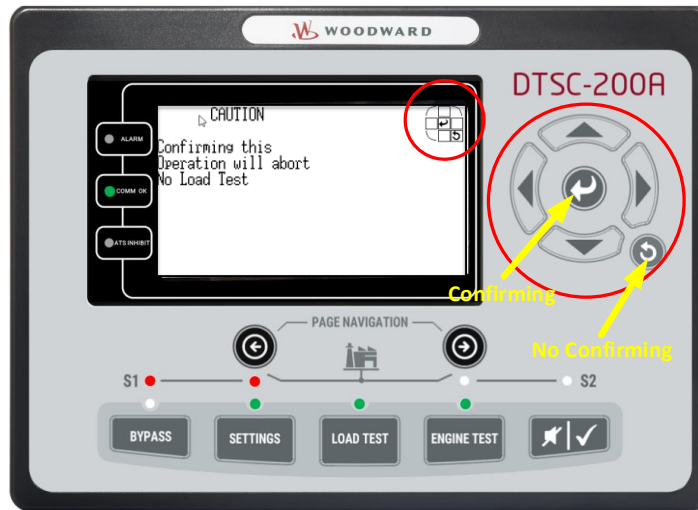 WOODWARD
DTSC-200A
CAUTION
Confirming this
Operation will abort
No Load Test
ALARM
COMM OK
ATS INHIBIT
Confirming
No Confirming
PAGE NAVIGATION
S1
S2
BYPASS
SETTINGS
LOAD TEST
ENGINE TEST